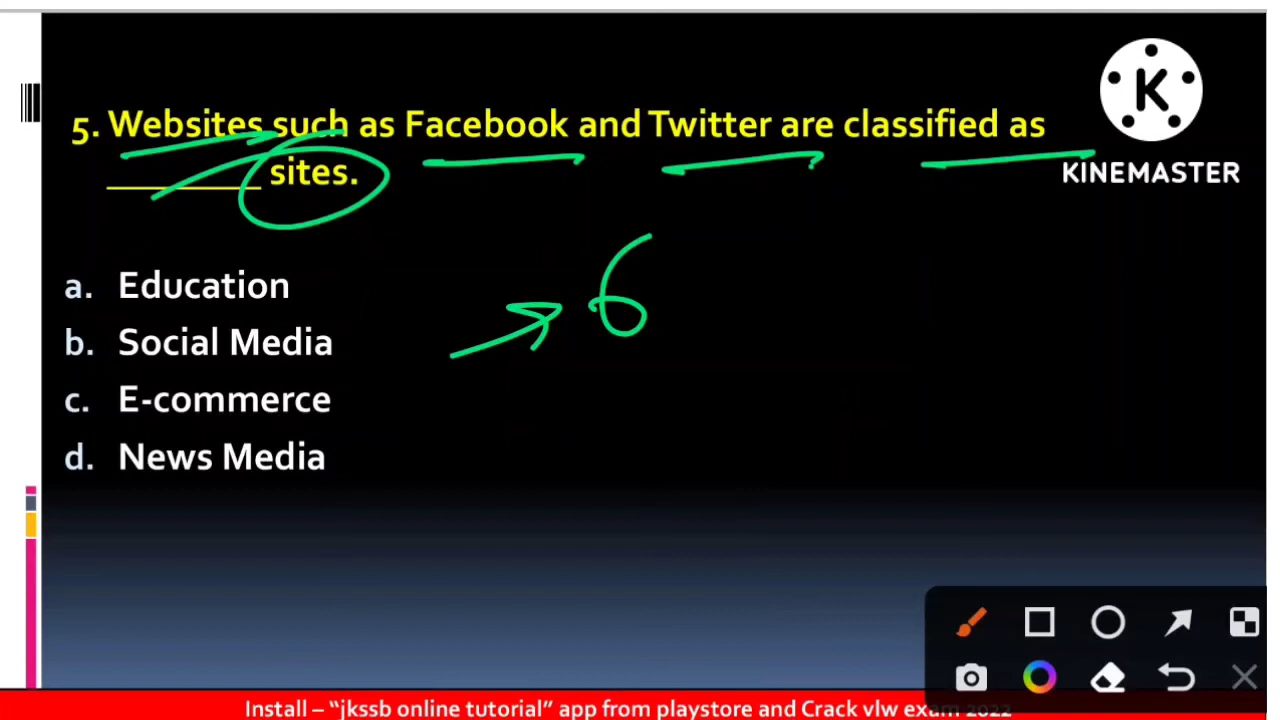 5. Websites such as Facebook and Twitter are classified as
________ sites.
a. Education
b. Social Media
c. E-commerce
d. News Media
6
K
KINEMASTER
Install – "jkssb online tutorial" app from playstore and Crack vlw exam 2022